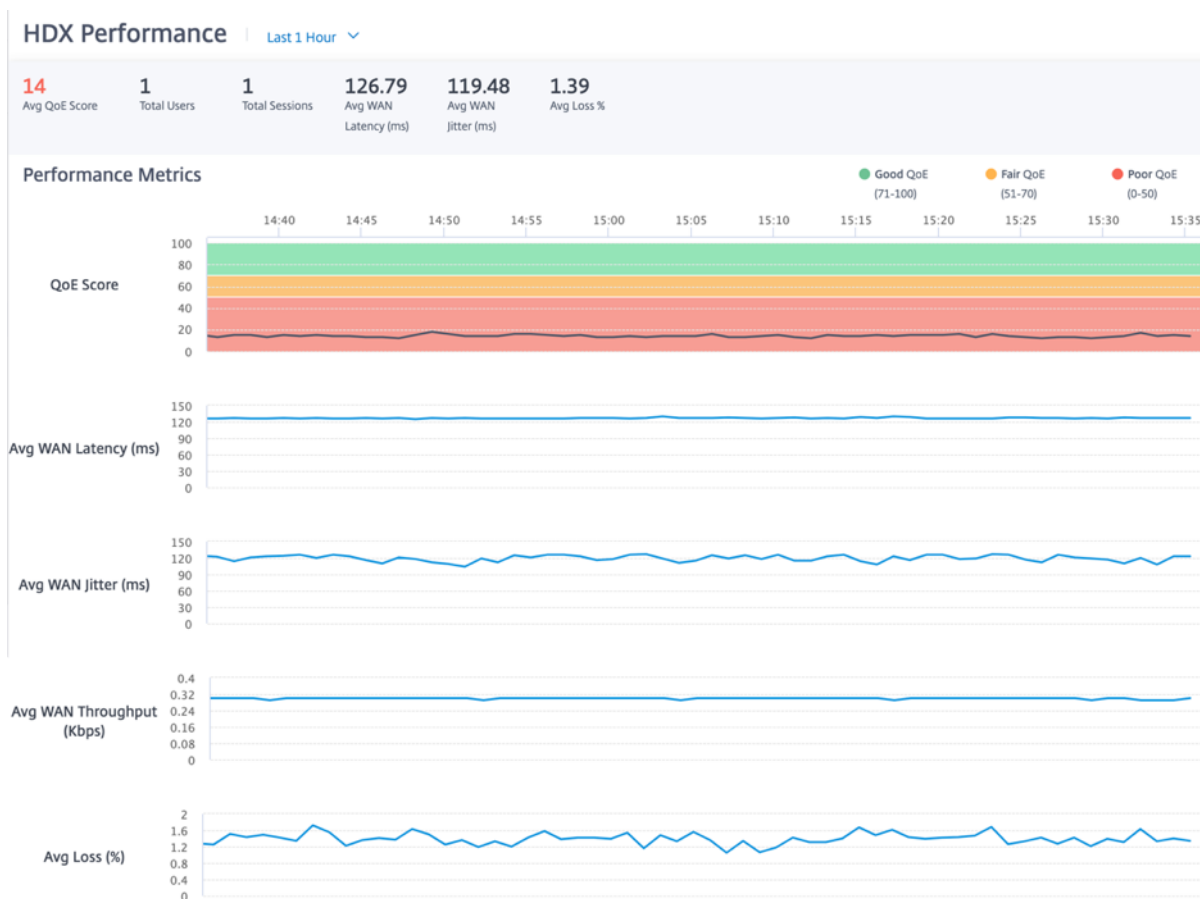 HDX Performance
Last 1 Hour
14
Avg QoE Score
1
Total Users
1
Total Sessions
126.79
Avg WAN
Latency (ms)
119.48
Avg WAN
Jitter (ms)
1.39
Avg Loss %
Performance Metrics
Good QoE
(71-100)
Fair QoE
(51-70)
Poor QoE
(0-50)
14:40 14:45 14:50 14:55 15:00 15:05 15:10 15:15 15:20 15:25 15:30 15:35
QoE Score
100
80
60
40
20
0
Avg WAN Latency (ms)
150
120
90
60
30
0
Avg WAN Jitter (ms)
150
120
90
60
30
0
Avg WAN Throughput
(Kbps)
0.4
0.32
0.24
0.16
0.08
0
Avg Loss (%)
2
1.6
1.2
0.8
0.4
0